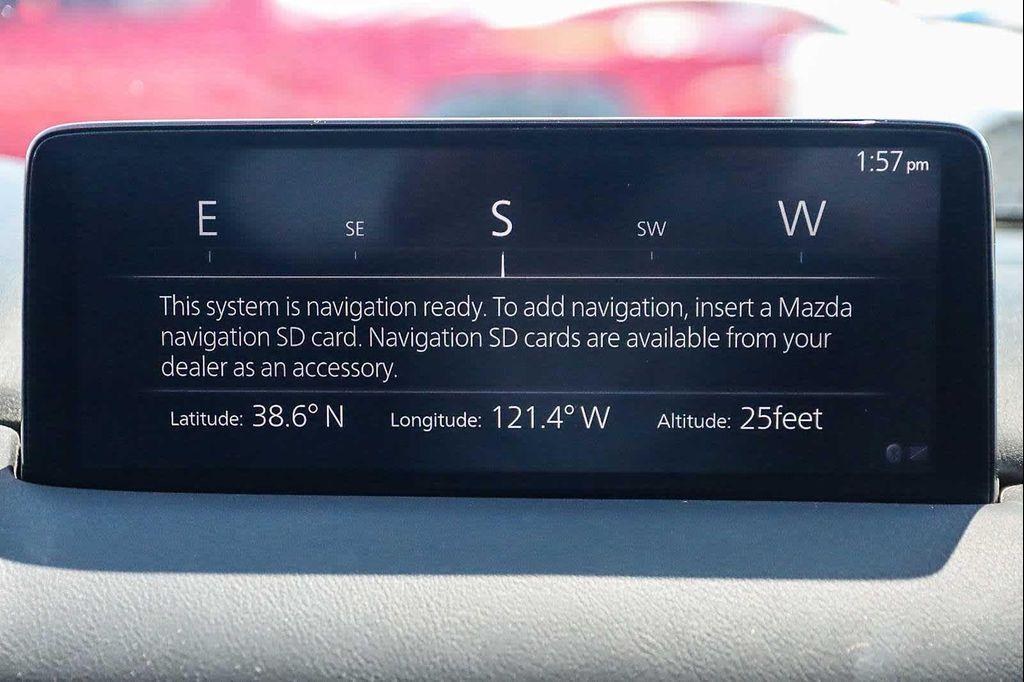 1:57 pm
E SE S SW W
This system is navigation ready. To add navigation, insert a Mazda
navigation SD card. Navigation SD cards are available from your
dealer as an accessory.
Latitude: 38.6° N Longitude: 121.4° W Altitude: 25feet